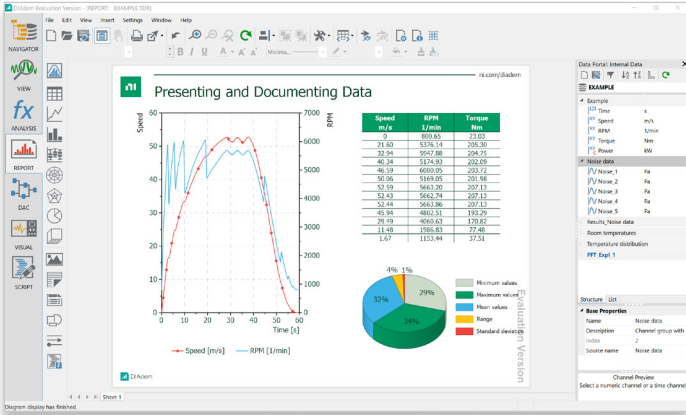 DIAdem Evaluation Version - [REPORT: EXAMPLE.TDR]
File Edit View Insert Settings Window Help
NAVIGATOR
VIEW
ANALYSIS
REPORT
DAC
VISUAL
SCRIPT
B I U
Minimu...
ni.com/diadem
Presenting and Documenting Data
Speed
m/s
RPM
1/min
Torque
Nm
0 800.65 23.03
21.60 5376.14 205.30
32.94 5947.88 204.75
40.34 5174.93 202.09
46.59 6000.05 203.72
50.06 5169.05 201.98
52.59 5663.20 207.13
52.43 5662.74 207.13
52.44 5663.86 207.13
45.94 4802.51 193.29
29.49 4060.63 170.82
11.48 1986.83 77.48
1.67 1153.44 37.51
Speed
60
50
40
30
20
10
0
RPM
7000
6000
5000
4000
3000
2000
1000
0
0 10 20 30 40 50 60
Time [s]
Speed [m/s] RPM [1/min]
4% 1%
29%
32%
34%
Minimum values
Maximum values
Mean values
Range
Standard deviation
Evaluation Version
DIAdem
Sheet 1
Diagram display has finished.
Data Portal: Internal Data
EXAMPLE
Example
Time s
Speed m/s
RPM 1/min
Torque Nm
Power kW
Noise data
Noise_1 Pa
Noise_2 Pa
Noise_3 Pa
Noise_4 Pa
Noise_5 Pa
Results_Noise data
Room temperatures
Temperature distribution
FFT_Expl_1
Structure List
Base Properties
Name Noise data
Description Channel group with
Index 2
Source name Noise data
Channel Preview
Select a numeric channel or a time channel